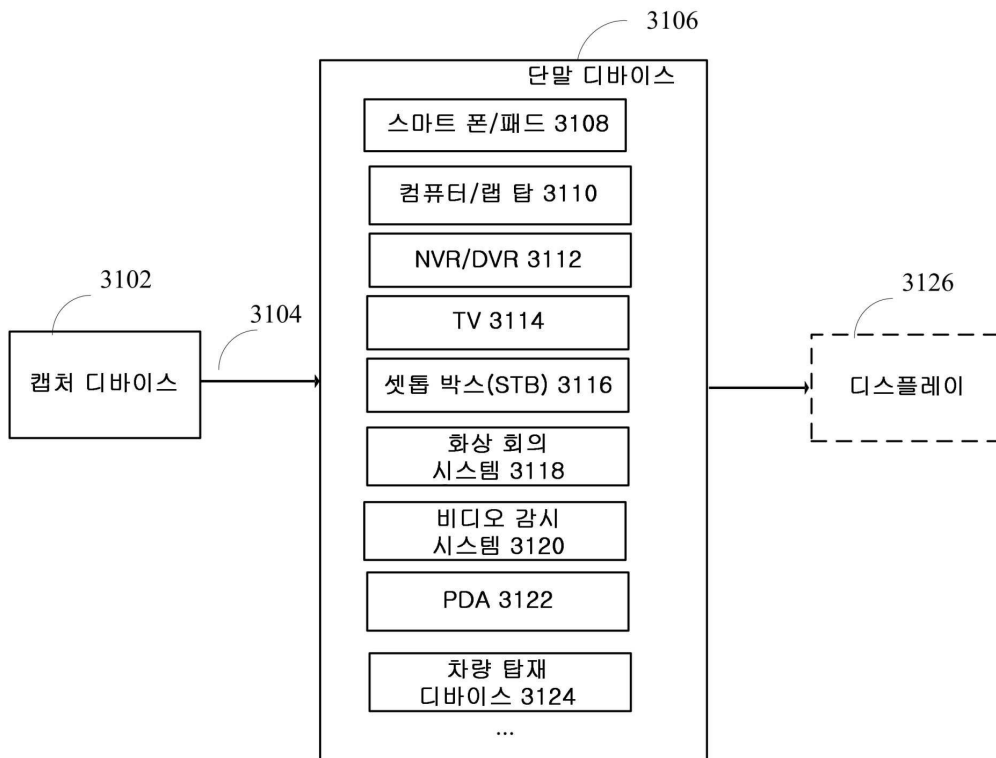 3106
단말 디바이스
스마트 폰/패드 3108
컴퓨터/랩 탑 3110
NVR/DVR 3112
3102
3104
3126
TV 3114
캡처 디바이스
셋톱 박스(STB) 3116
디스플레이
화상 회의
시스템 3118
비디오 감시
시스템 3120
PDA 3122
차량 탑재
디바이스 3124
...